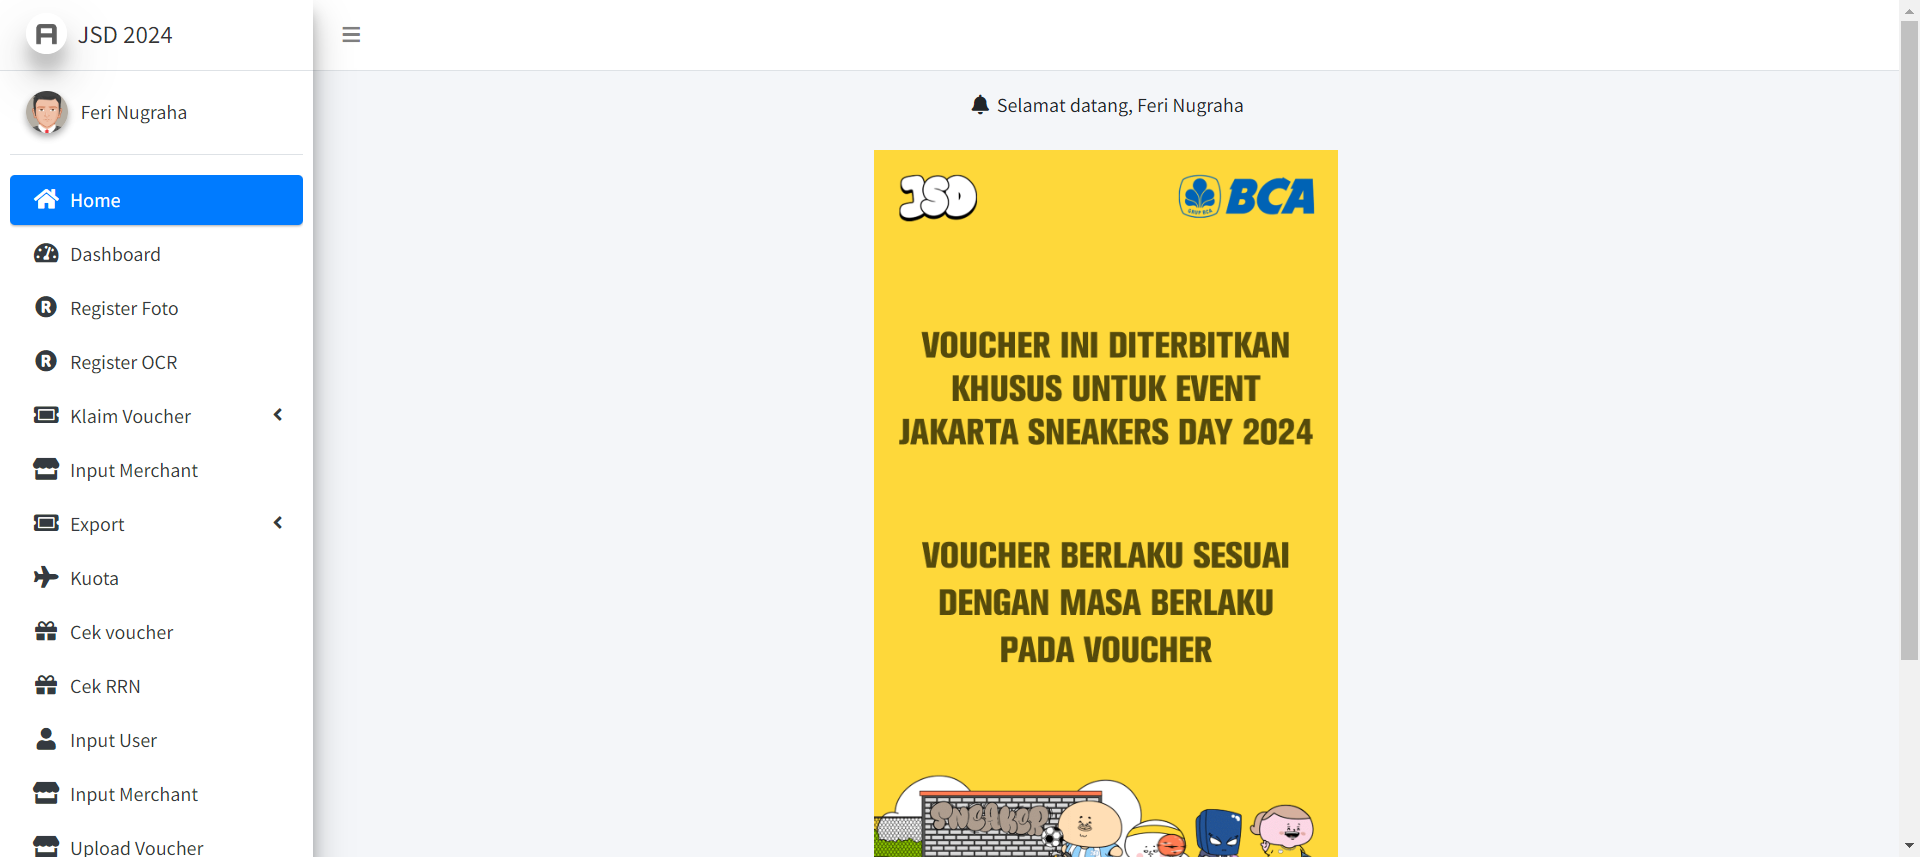 JSD 2024
Feri Nugraha
Home
Dashboard
Register Foto
Register OCR
Klaim Voucher
Input Merchant
Export
Kuota
Cek voucher
Cek RRN
Input User
Input Merchant
Upload Voucher
Selamat datang, Feri Nugraha
JSD
GRUP BCA
BCA
VOUCHER INI DITERBITKAN
KHUSUS UNTUK EVENT
JAKARTA SNEAKERS DAY 2024
VOUCHER BERLAKU SESUAI
DENGAN MASA BERLAKU
PADA VOUCHER
SNEAKER